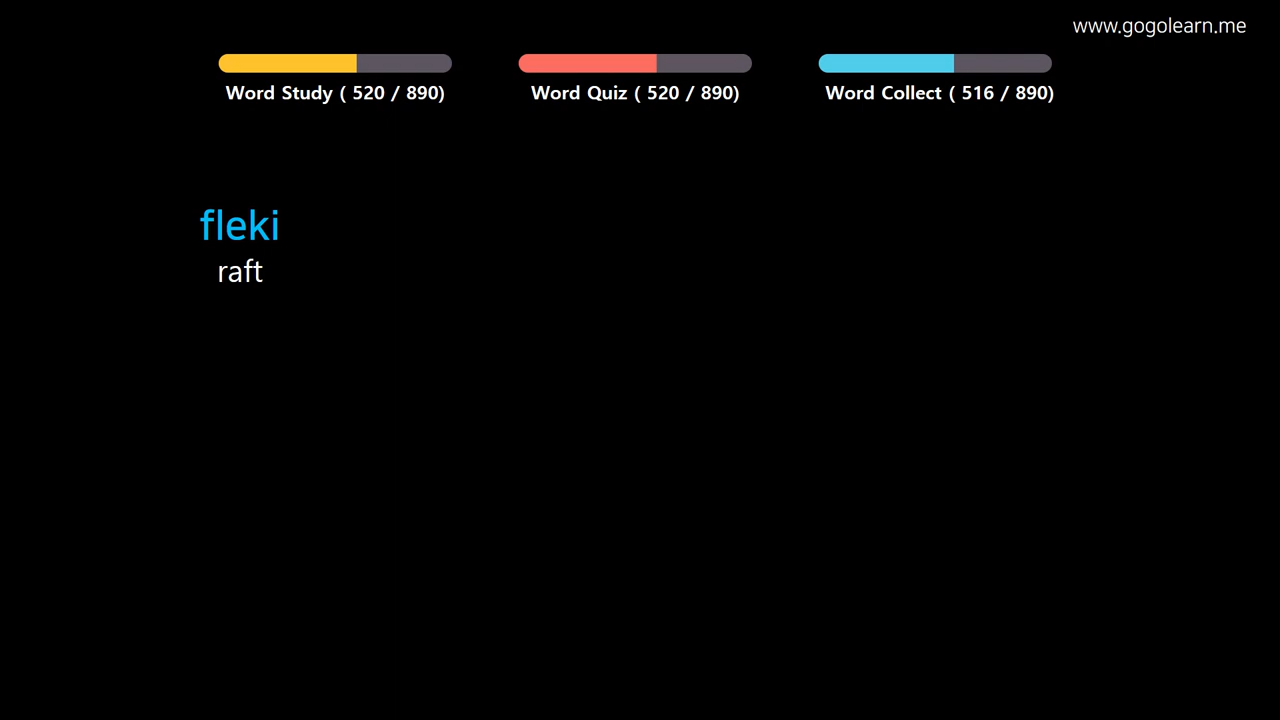 www.gogolearn.me
Word Study ( 520 / 890)
Word Quiz ( 520 / 890)
Word Collect ( 516 / 890)
fleki
raft